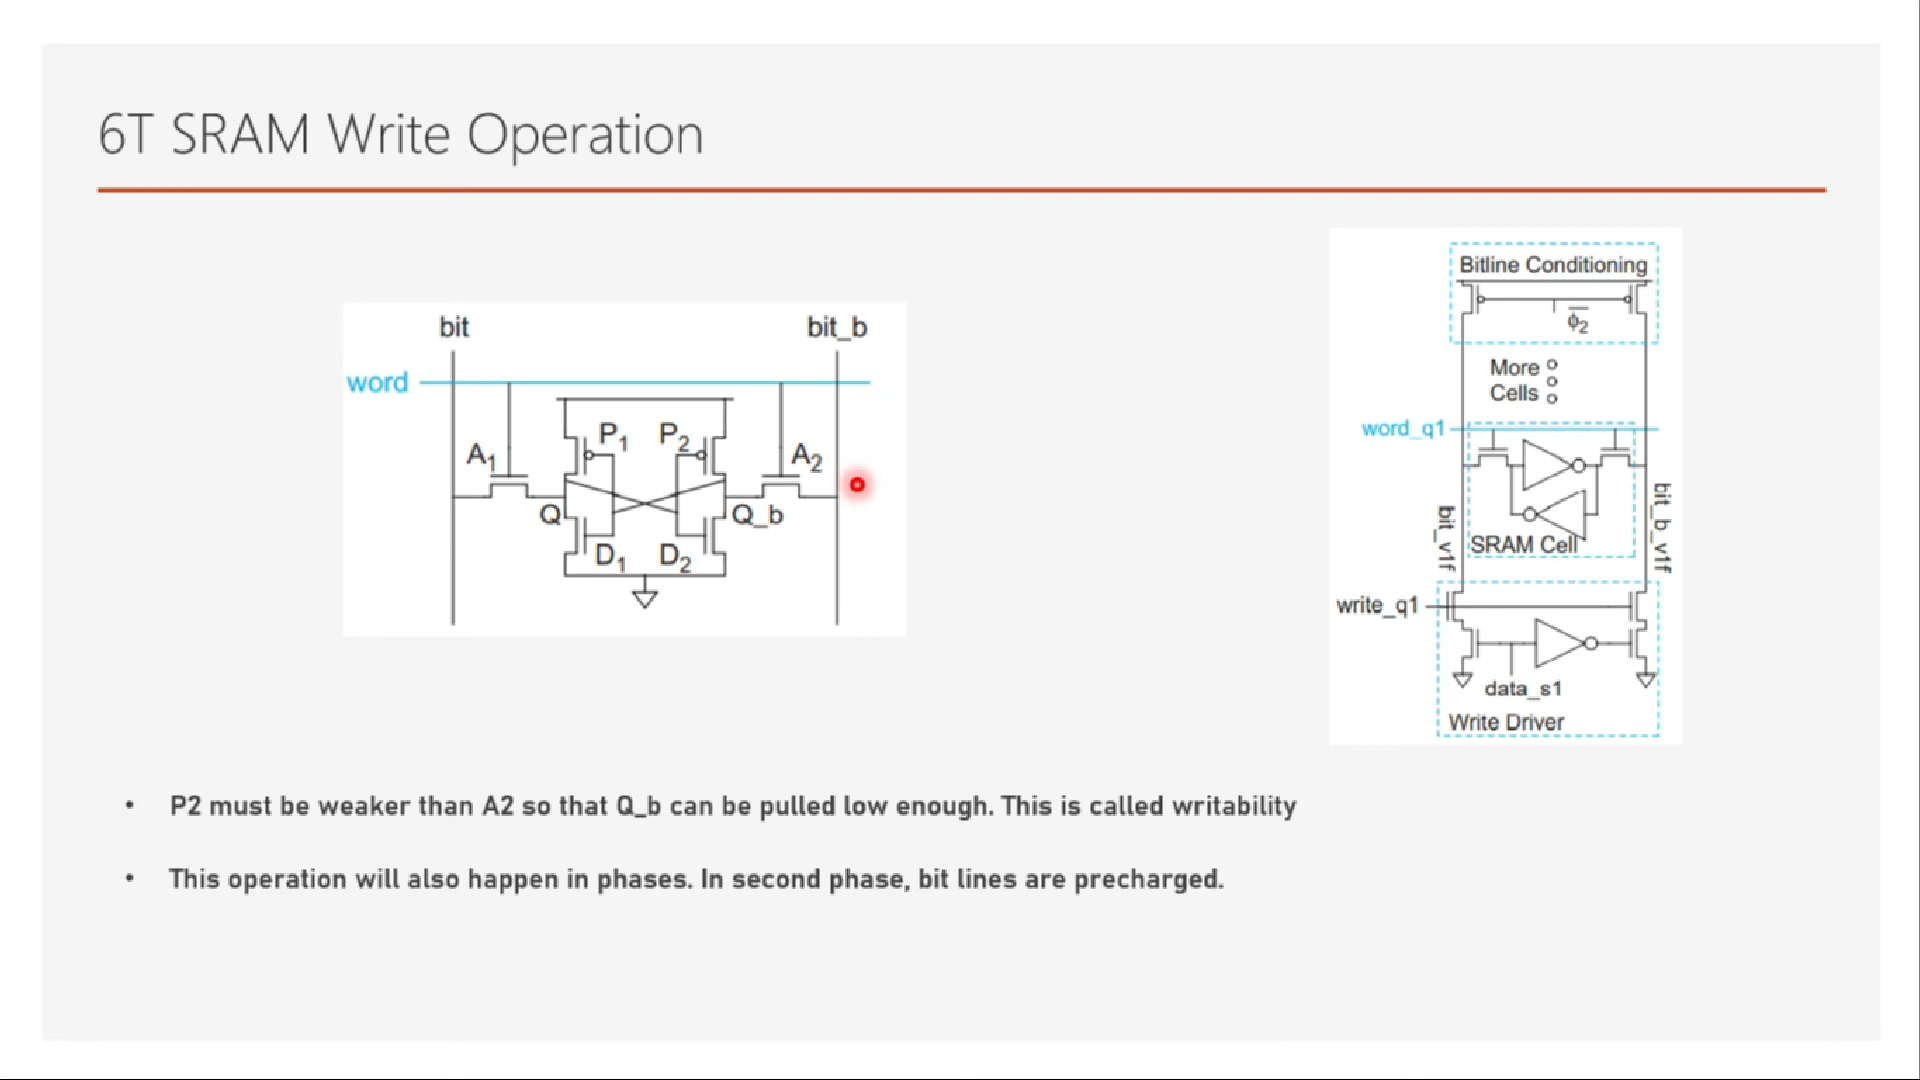 6T SRAM Write Operation
bit
bit_b
word
P1
P2
A1
A2
Q
Q_b
D1
D2
Bitline Conditioning
ϕ̅2
More
Cells
word_q1
bit_v1f
bit_b_v1f
SRAM Cell
write_q1
data_s1
Write Driver
• P2 must be weaker than A2 so that Q_b can be pulled low enough. This is called writability
• This operation will also happen in phases. In second phase, bit lines are precharged.